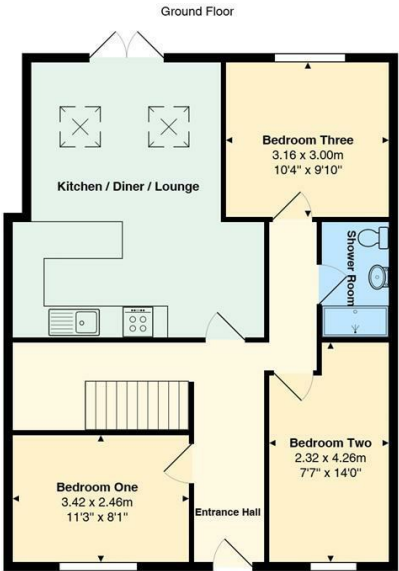 Ground Floor
Bedroom Three
3.16 x 3.00m
10'4" x 9'10"
Kitchen / Diner / Lounge
Shower Room
Bedroom Two
2.32 x 4.26m
7'7" x 14'0"
Bedroom One
3.42 x 2.46m
11'3" x 8'1"
Entrance Hall